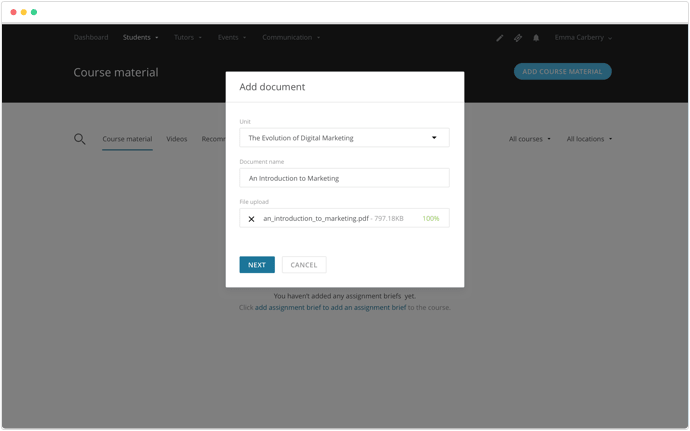 Dashboard Students Tutors Events Communication Emma Carberry
Course material ADD COURSE MATERIAL
Add document
Unit
The Evolution of Digital Marketing
Document name
An Introduction to Marketing
File upload
an_introduction_to_marketing.pdf - 797.18KB 100%
NEXT CANCEL
Course material Videos Recomm All courses All locations
You haven't added any assignment briefs yet.
Click add assignment brief to add an assignment brief to the course.